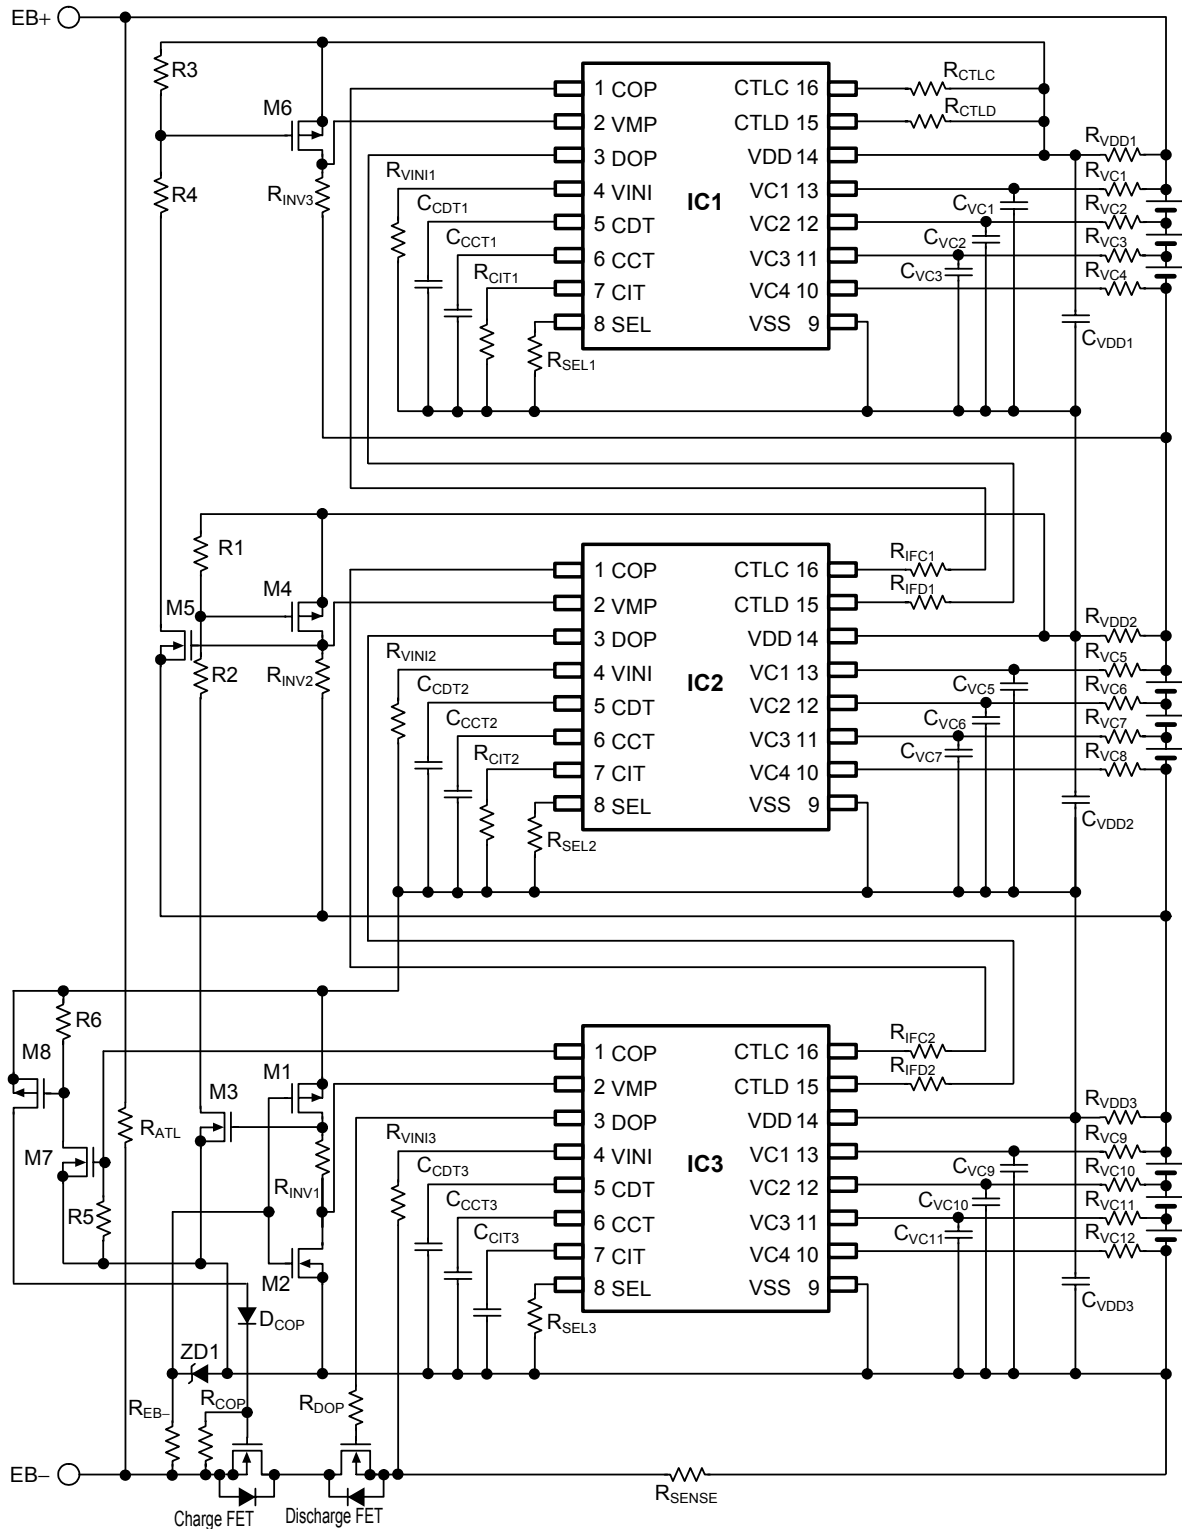 EB+
R3
M6
R4
RINV3
RVINI1
CCDT1
CCCT1
RCIT1
RSEL1
1 COP
2 VMP
3 DOP
4 VINI
5 CDT
6 CCT
7 CIT
8 SEL
IC1
CTLC 16
CTLD 15
VDD 14
VC1 13
VC2 12
VC3 11
VC4 10
VSS 9
RCTLC
RCTLD
RVDD1
RVC1
RVC2
RVC3
RVC4
CVC1
CVC2
CVC3
CVDD1
R1
M4
M5
R2
RINV2
RVINI2
CCDT2
CCCT2
RCIT2
RSEL2
1 COP
2 VMP
3 DOP
4 VINI
5 CDT
6 CCT
7 CIT
8 SEL
IC2
CTLC 16
CTLD 15
VDD 14
VC1 13
VC2 12
VC3 11
VC4 10
VSS 9
RIFC1
RIFD1
RVDD2
RVC5
RVC6
RVC7
RVC8
CVC5
CVC6
CVC7
CVDD2
R6
M8
M1
M3
RATL
M7
RINV1
R5
M2
DCOP
ZD1
RVINI3
CCDT3
CCCT3
CCIT3
RSEL3
1 COP
2 VMP
3 DOP
4 VINI
5 CDT
6 CCT
7 CIT
8 SEL
IC3
CTLC 16
CTLD 15
VDD 14
VC1 13
VC2 12
VC3 11
VC4 10
VSS 9
RIFC2
RIFD2
RVDD3
RVC9
RVC10
RVC11
RVC12
CVC9
CVC10
CVC11
CVDD3
REB−
RCOP
RDOP
EB−
RSENSE
Charge FET
Discharge FET